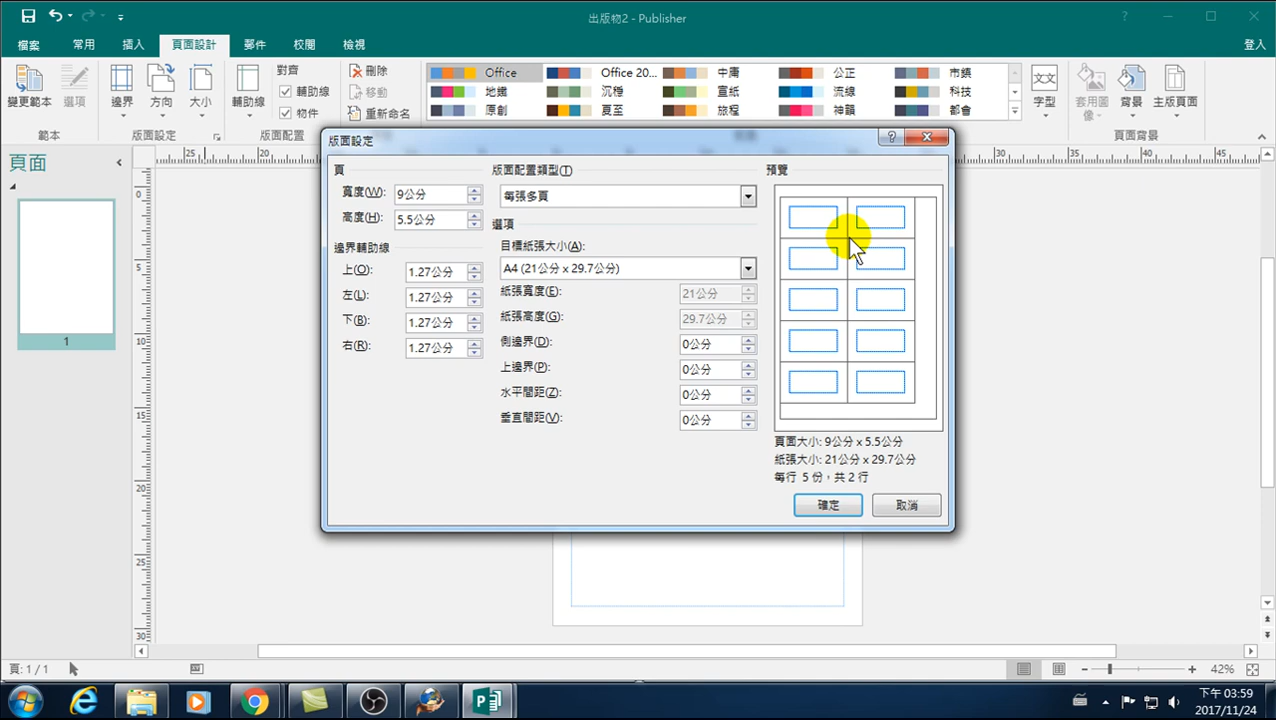 出版物2 - Publisher
檔案 常用 插入 頁面設計 郵件 校閱 檢視 登入
變更範本 選項 邊界 方向 大小 輔助線
對齊 刪除
輔助線 移動
物件 重新命名
Office Office 20... 中庸 公正 市鎮
地鐵 沉穩 宣紙 流線 科技
原創 夏至 旅程 神韻 都會
字型 套用圖像 背景 主版頁面
範本 版面設定 版面配置 頁面背景
頁面
1
版面設定
頁 版面配置類型(T) 預覽
寬度(W): 9公分 每張多頁
高度(H): 5.5公分 選項
邊界輔助線 目標紙張大小(A):
上(O): 1.27公分 A4 (21公分 x 29.7公分)
左(L): 1.27公分 紙張寬度(E): 21公分
下(B): 1.27公分 紙張高度(G): 29.7公分
右(R): 1.27公分 側邊界(D): 0公分
上邊界(P): 0公分
水平間距(Z): 0公分
垂直間距(V): 0公分
頁面大小: 9公分 x 5.5公分
紙張大小: 21公分 x 29.7公分
每行 5 份，共 2 行
確定 取消
頁: 1 / 1 42%
下午 03:59
2017/11/24